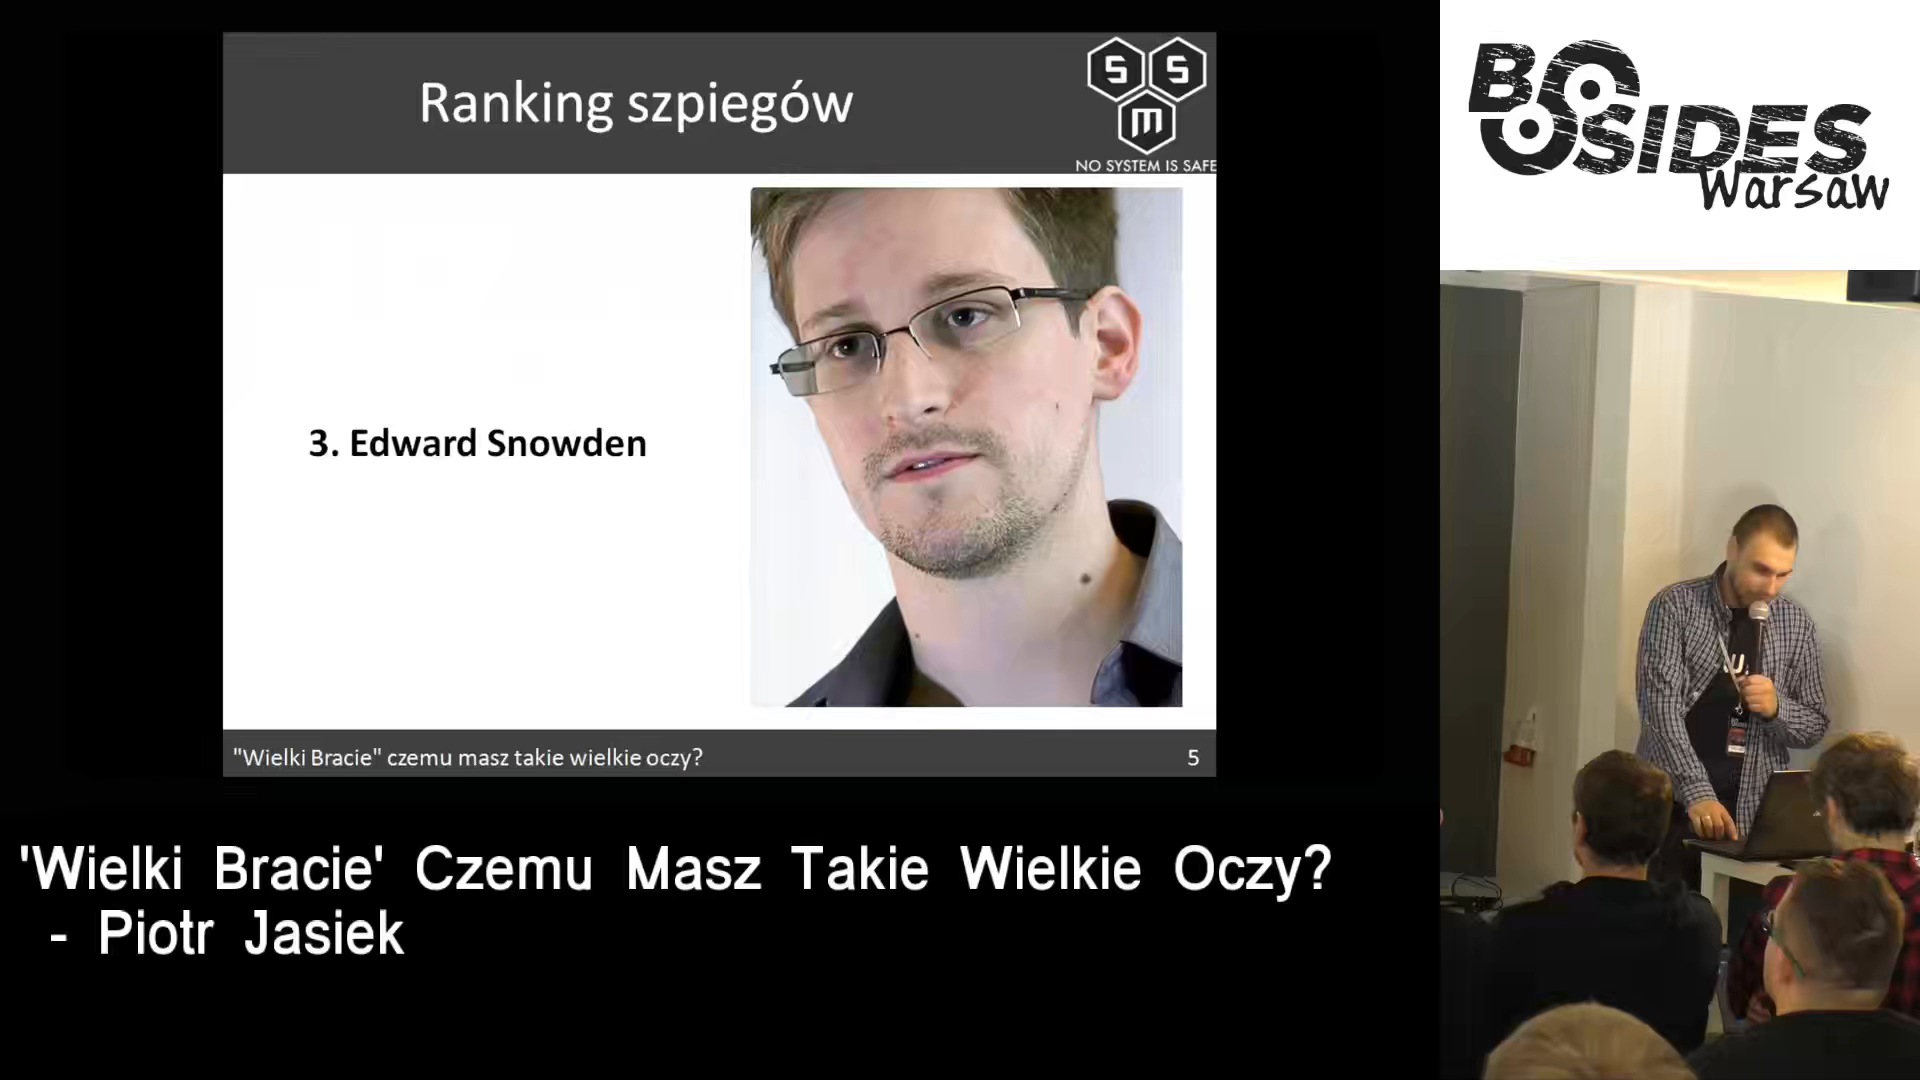 Ranking szpiegów
S S
m
NO SYSTEM IS SAFE
3. Edward Snowden
"Wielki Bracie" czemu masz takie wielkie oczy?
5
'Wielki Bracie' Czemu Masz Takie Wielkie Oczy?
- Piotr Jasiek
BSIDES
Warsaw